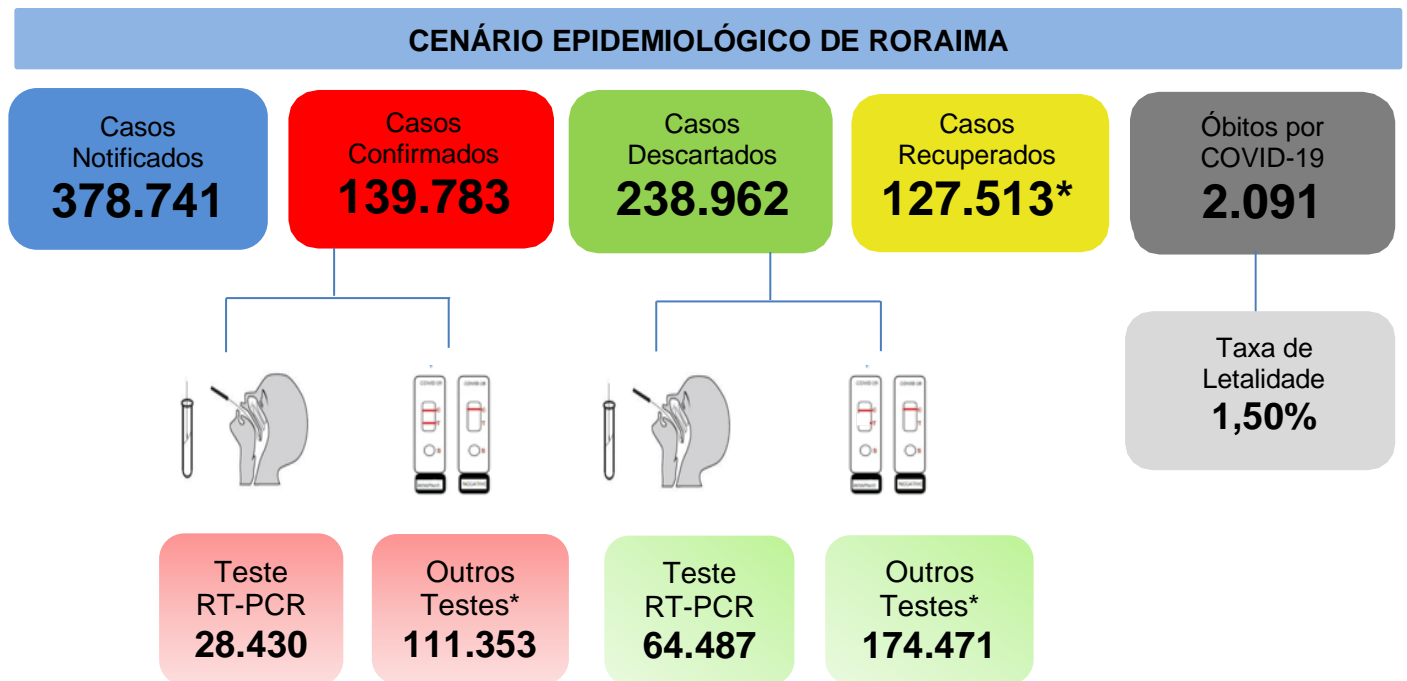 CENÁRIO EPIDEMIOLÓGICO DE RORAIMA
Casos
Notificados
378.741
Casos
Confirmados
139.783
Casos
Descartados
238.962
Casos
Recuperados
127.513*
Óbitos por
COVID-19
2.091
Taxa de
Letalidade
1,50%
Teste
RT-PCR
28.430
Outros
Testes*
111.353
Teste
RT-PCR
64.487
Outros
Testes*
174.471